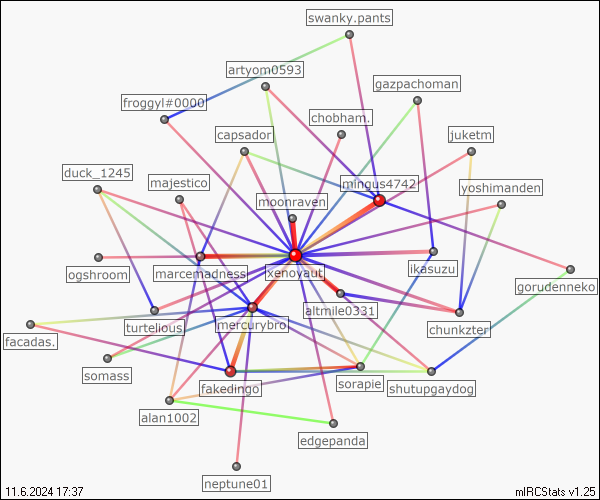 swanky.pants
artyom0593
gazpachoman
froggyl#0000
chobham.
capsador
juketm
duck_1245
majestico
mingus4742
yoshimanden
moonraven
ogshroom
marcemadness
xenoyaut
ikasuzu
gorudenneko
altmile0331
turtelious
mercurybro
chunkzter
facadas.
somass
fakedingo
sorapie
shutupgaydog
alan1002
edgepanda
neptune01
11.6.2024 17:37
mIRCStats v1.25